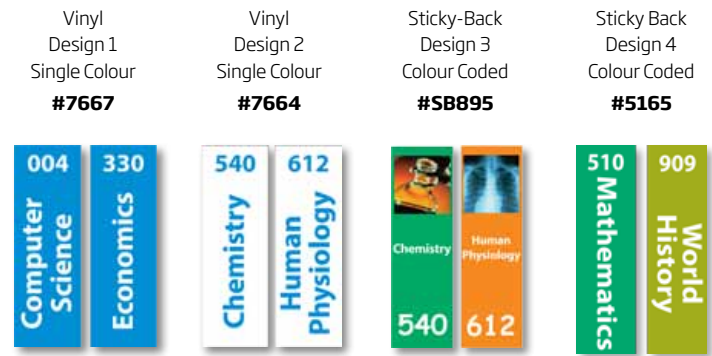 Vinyl
Design 1
Single Colour
#7667
Vinyl
Design 2
Single Colour
#7664
Sticky-Back
Design 3
Colour Coded
#SB895
Sticky Back
Design 4
Colour Coded
#5165
004
Computer
Science
330
Economics
540
Chemistry
612
Human
Physiology
Chemistry
540
Human
Physiology
612
510
Mathematics
909
World
History